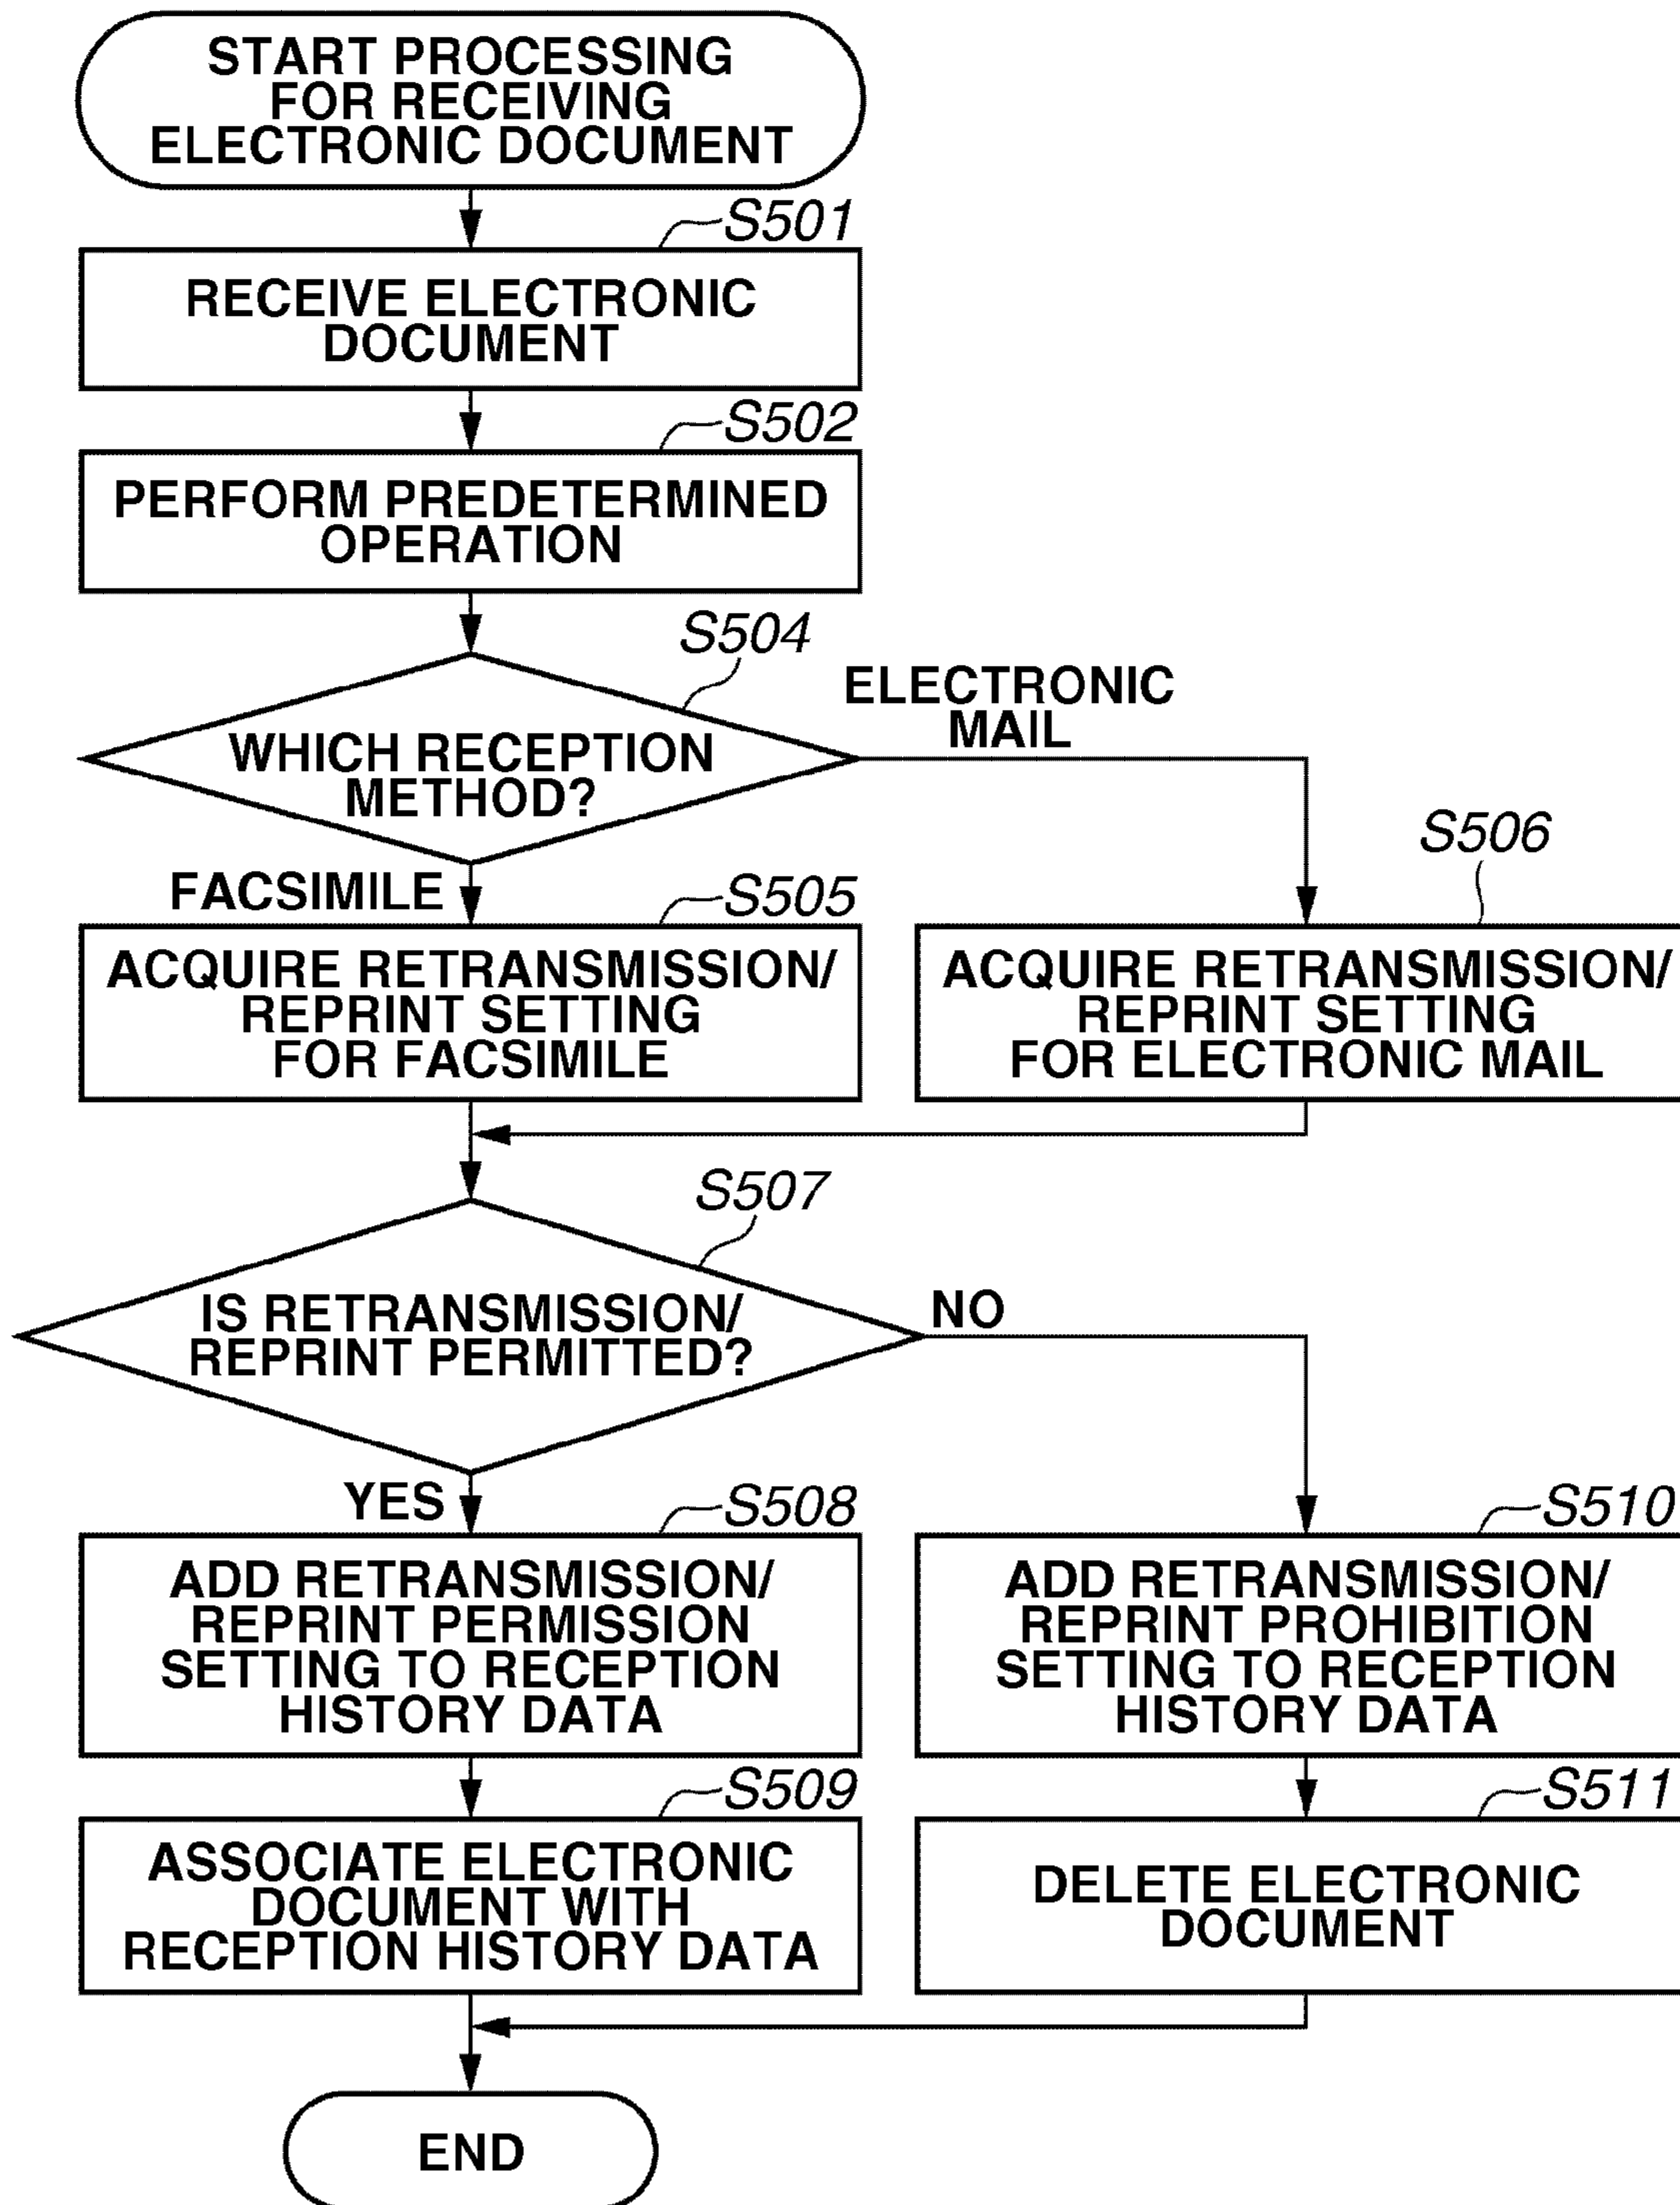 START PROCESSING
FOR RECEIVING
ELECTRONIC DOCUMENT
S501
RECEIVE ELECTRONIC
DOCUMENT
S502
PERFORM PREDETERMINED
OPERATION
S504
WHICH RECEPTION
METHOD?
ELECTRONIC
MAIL
FACSIMILE
S505
ACQUIRE RETRANSMISSION/
REPRINT SETTING
FOR FACSIMILE
S506
ACQUIRE RETRANSMISSION/
REPRINT SETTING
FOR ELECTRONIC MAIL
S507
IS RETRANSMISSION/
REPRINT PERMITTED?
NO
YES
S508
ADD RETRANSMISSION/
REPRINT PERMISSION
SETTING TO RECEPTION
HISTORY DATA
S510
ADD RETRANSMISSION/
REPRINT PROHIBITION
SETTING TO RECEPTION
HISTORY DATA
S509
ASSOCIATE ELECTRONIC
DOCUMENT WITH
RECEPTION HISTORY DATA
S511
DELETE ELECTRONIC
DOCUMENT
END